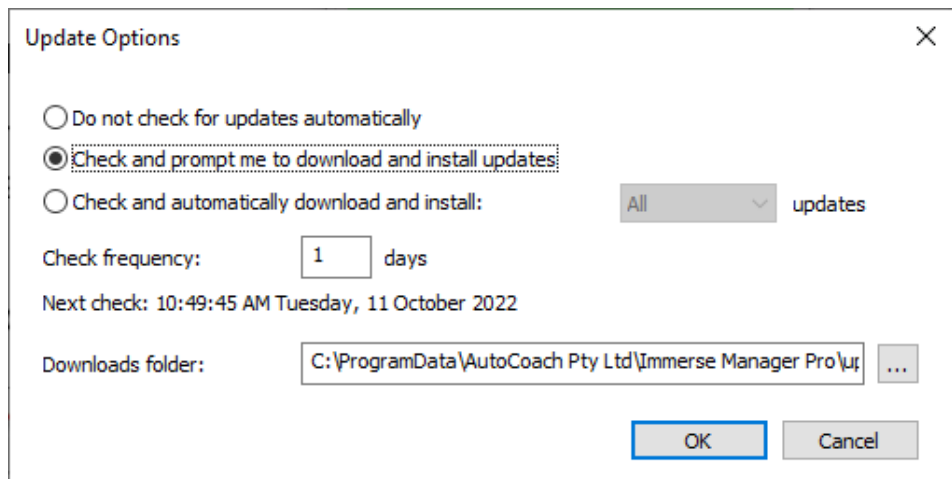 Update Options
Do not check for updates automatically
Check and prompt me to download and install updates
Check and automatically download and install: All updates
Check frequency: 1 days
Next check: 10:49:45 AM Tuesday, 11 October 2022
Downloads folder: C:\ProgramData\AutoCoach Pty Ltd\Immerse Manager Pro\up ...
OK Cancel